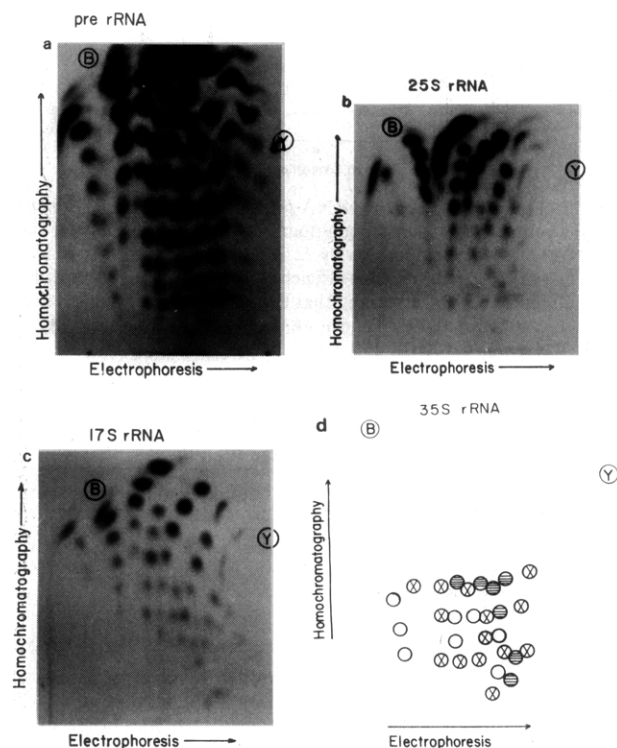 pre rRNA
a
B
Y
Homochromatography
Electrophoresis
25S rRNA
b
B
Y
Homochromatography
Electrophoresis
17S rRNA
c
B
Y
Homochromatography
Electrophoresis
d
35S rRNA
B
Y
Homochromatography
Electrophoresis